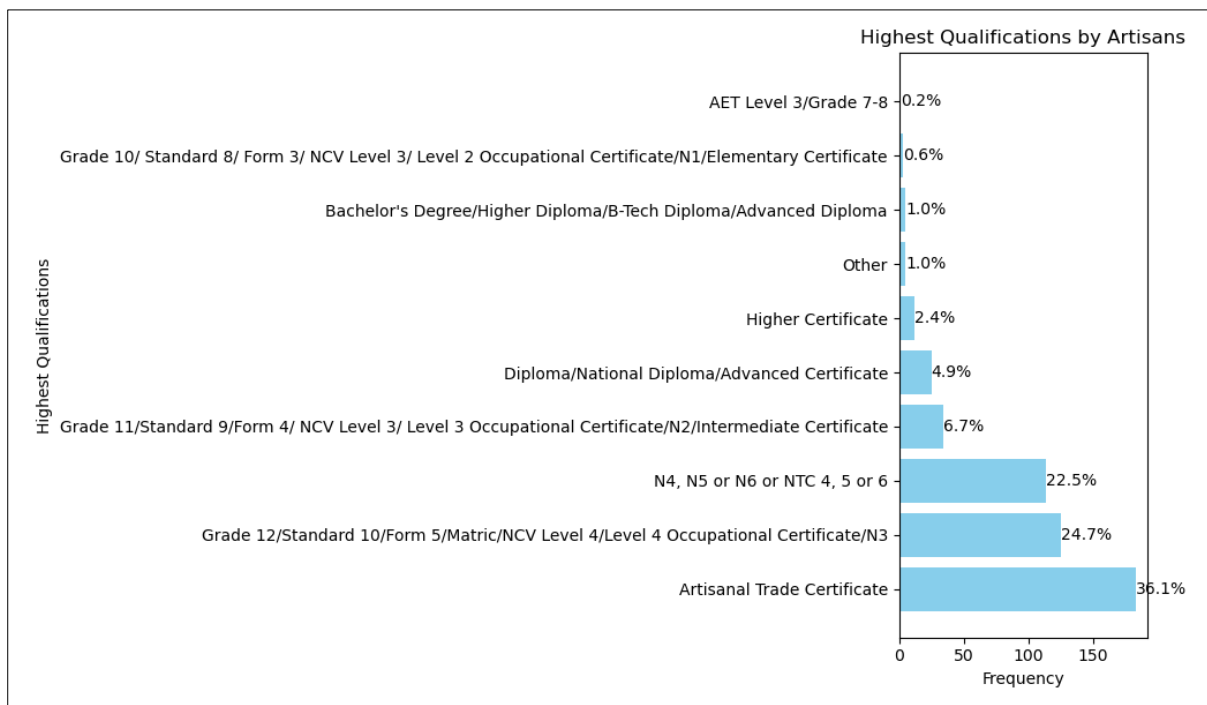 Highest Qualifications by Artisans
AET Level 3/Grade 7-8
0.2%
Grade 10/ Standard 8/ Form 3/ NCV Level 3/ Level 2 Occupational Certificate/N1/Elementary Certificate
0.6%
Bachelor's Degree/Higher Diploma/B-Tech Diploma/Advanced Diploma
1.0%
Other
1.0%
Higher Certificate
2.4%
Diploma/National Diploma/Advanced Certificate
4.9%
Grade 11/Standard 9/Form 4/ NCV Level 3/ Level 3 Occupational Certificate/N2/Intermediate Certificate
6.7%
N4, N5 or N6 or NTC 4, 5 or 6
22.5%
Grade 12/Standard 10/Form 5/Matric/NCV Level 4/Level 4 Occupational Certificate/N3
24.7%
Artisanal Trade Certificate
36.1%
Highest Qualifications
0
50
100
150
Frequency